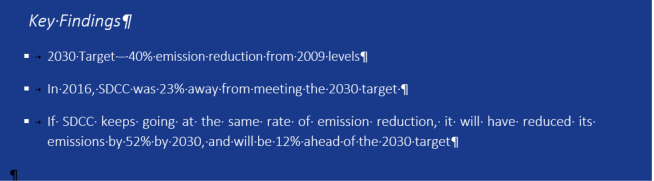 Key Findings¶
▪ 2030 Target – 40% emission reduction from 2009 levels¶
▪ In 2016, SDCC was 23% away from meeting the 2030 target ¶
▪ If SDCC keeps going at the same rate of emission reduction, it will have reduced its
emissions by 52% by 2030, and will be 12% ahead of the 2030 target¶
¶